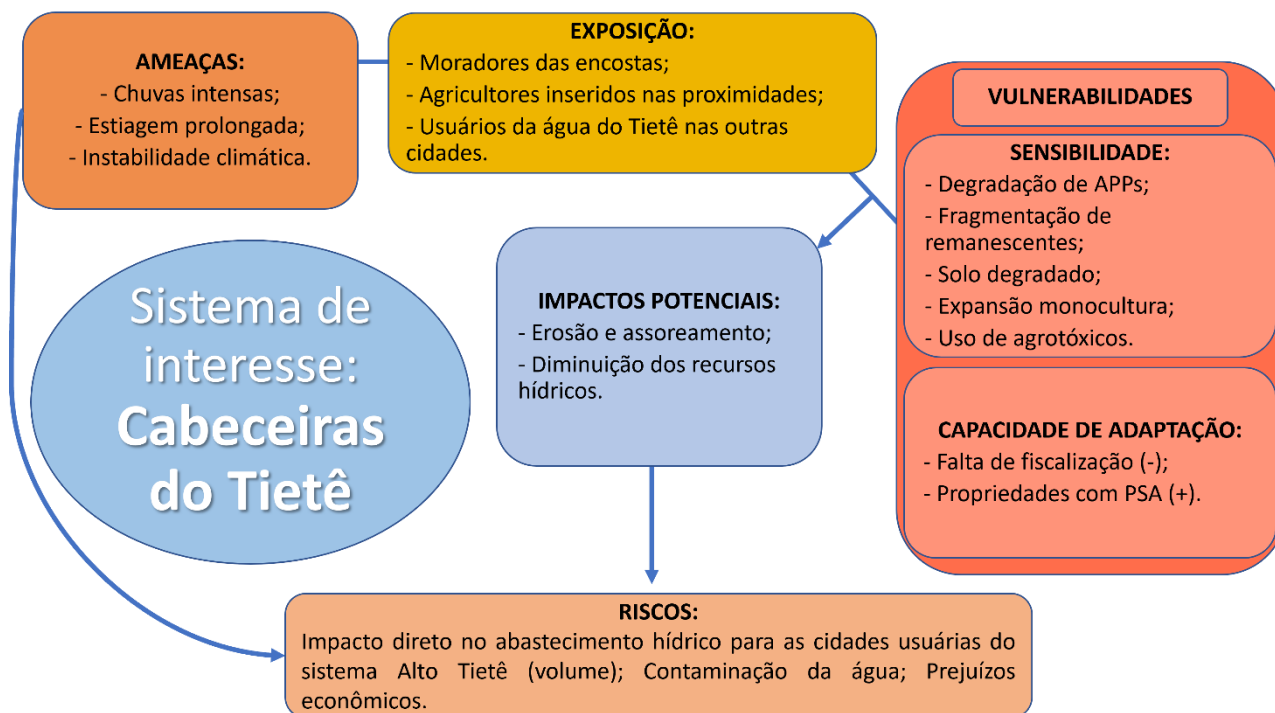 AMEAÇAS:
- Chuvas intensas;
- Estiagem prolongada;
- Instabilidade climática.
EXPOSIÇÃO:
- Moradores das encostas;
- Agricultores inseridos nas proximidades;
- Usuários da água do Tietê nas outras
cidades.
VULNERABILIDADES
SENSIBILIDADE:
- Degradação de APPs;
- Fragmentação de
remanescentes;
- Solo degradado;
- Expansão monocultura;
- Uso de agrotóxicos.
CAPACIDADE DE ADAPTAÇÃO:
- Falta de fiscalização (-);
- Propriedades com PSA (+).
Sistema de
interesse:
Cabeceiras
do Tietê
IMPACTOS POTENCIAIS:
- Erosão e assoreamento;
- Diminuição dos recursos
hídricos.
RISCOS:
Impacto direto no abastecimento hídrico para as cidades usuárias do
sistema Alto Tietê (volume); Contaminação da água; Prejuízos
econômicos.